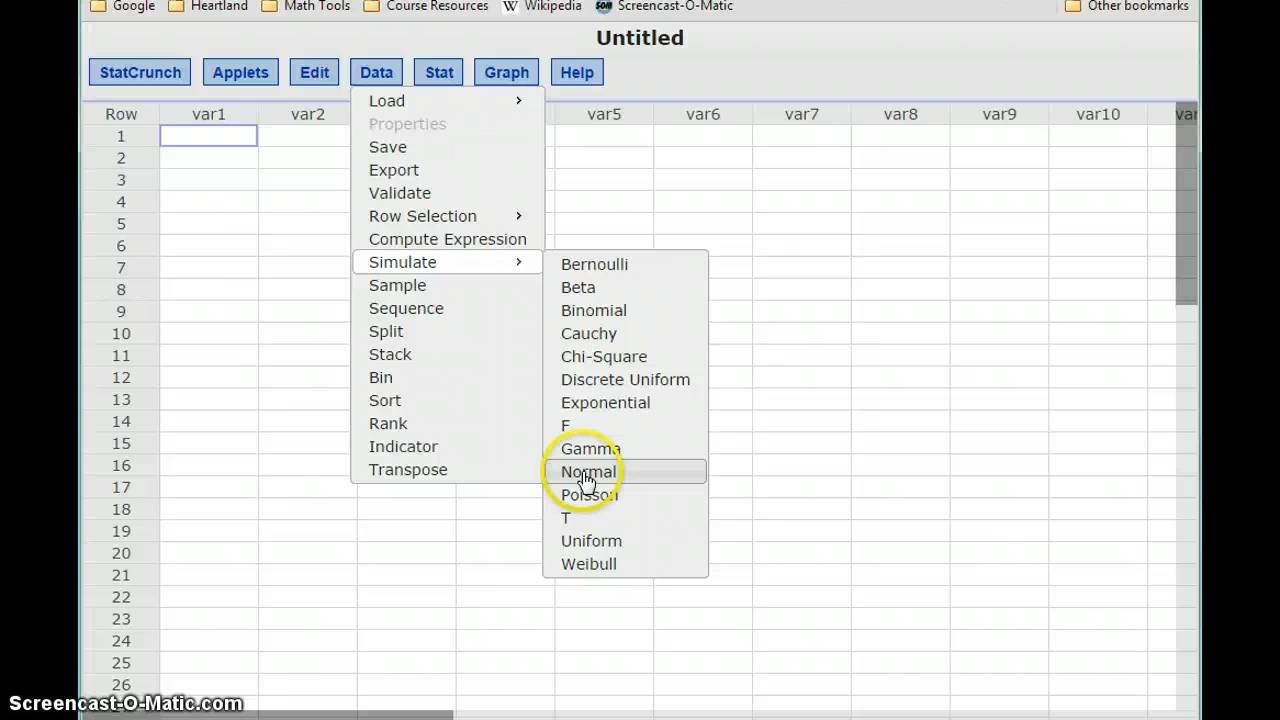 Google Heartland Math Tools Course Resources W Wikipedia SOM Screencast-O-Matic Other bookmarks
Untitled
StatCrunch Applets Edit Data Stat Graph Help
Row var1 var2 var5 var6 var7 var8 var9 var10 var
Load
Properties
Save
Export
Validate
Row Selection
Compute Expression
Simulate
Sample
Sequence
Split
Stack
Bin
Sort
Rank
Indicator
Transpose
Bernoulli
Beta
Binomial
Cauchy
Chi-Square
Discrete Uniform
Exponential
F
Gamma
Normal
Poisson
T
Uniform
Weibull
1
2
3
4
5
6
7
8
9
10
11
12
13
14
15
16
17
18
19
20
21
22
23
24
25
26
Screencast-O-Matic.com